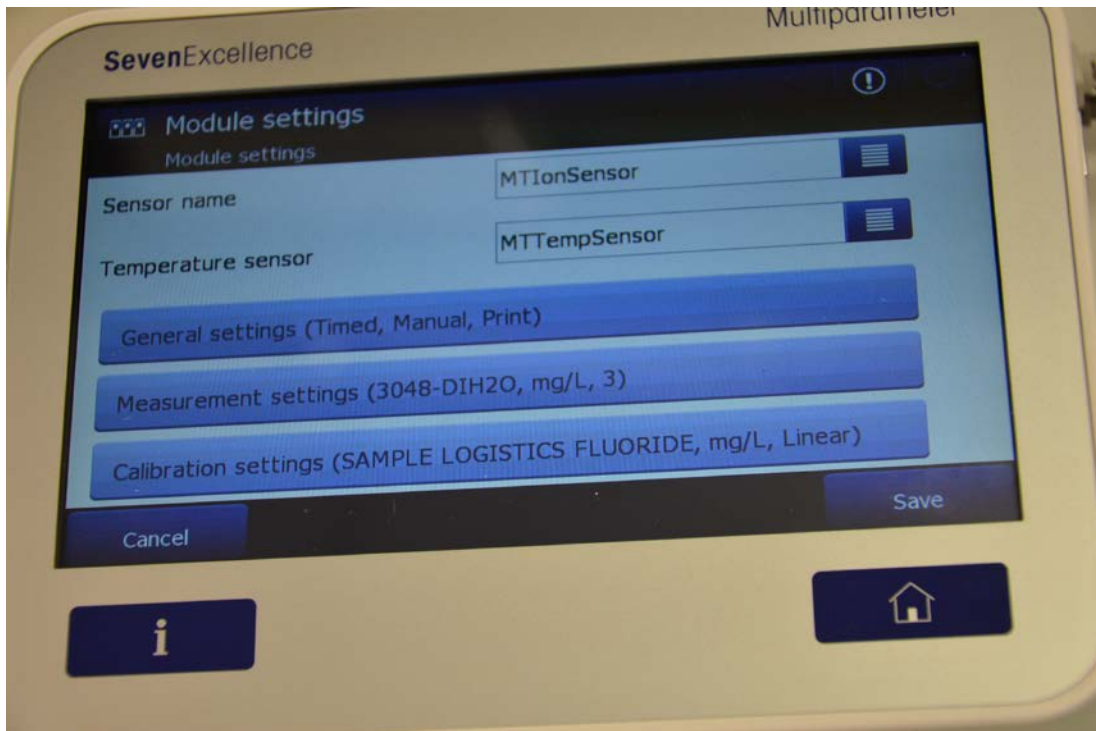 Multiparameter
SevenExcellence
Module settings
Module settings
Sensor name
MTIonSensor
Temperature sensor
MTTempSensor
General settings (Timed, Manual, Print)
Measurement settings (3048-DIH2O, mg/L, 3)
Calibration settings (SAMPLE LOGISTICS FLUORIDE, mg/L, Linear)
Cancel
Save
i